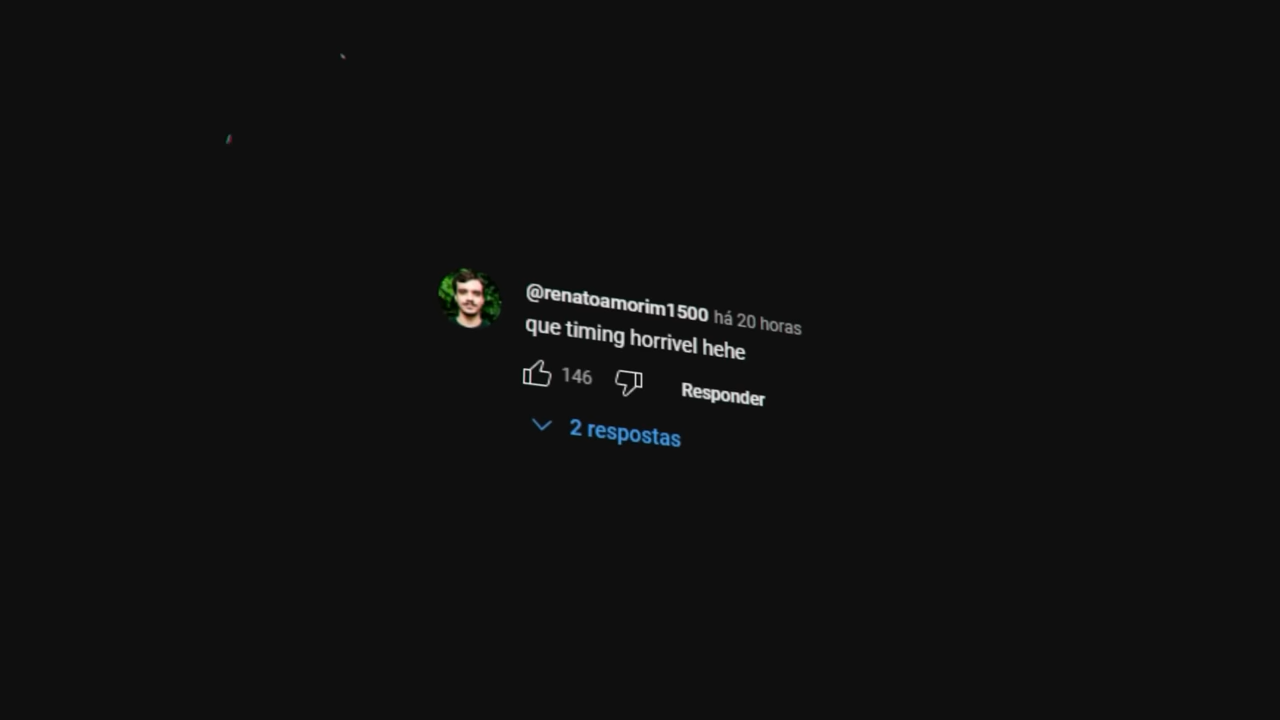 @renatoamorim1500 há 20 horas
que timing horrivel hehe
146 Responder
2 respostas